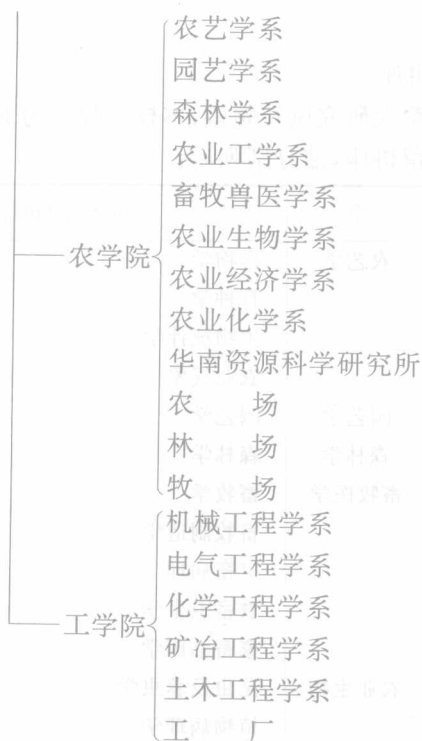 农艺学系
园艺学系
森林学系
农业工学系
畜牧兽医学系
农业生物学系
农学院
农业经济学系
农业化学系
华南资源科学研究所
农 场
林 场
牧 场
机械工程学系
电气工程学系
化学工程学系
工学院
矿冶工程学系
土木工程学系
工 厂